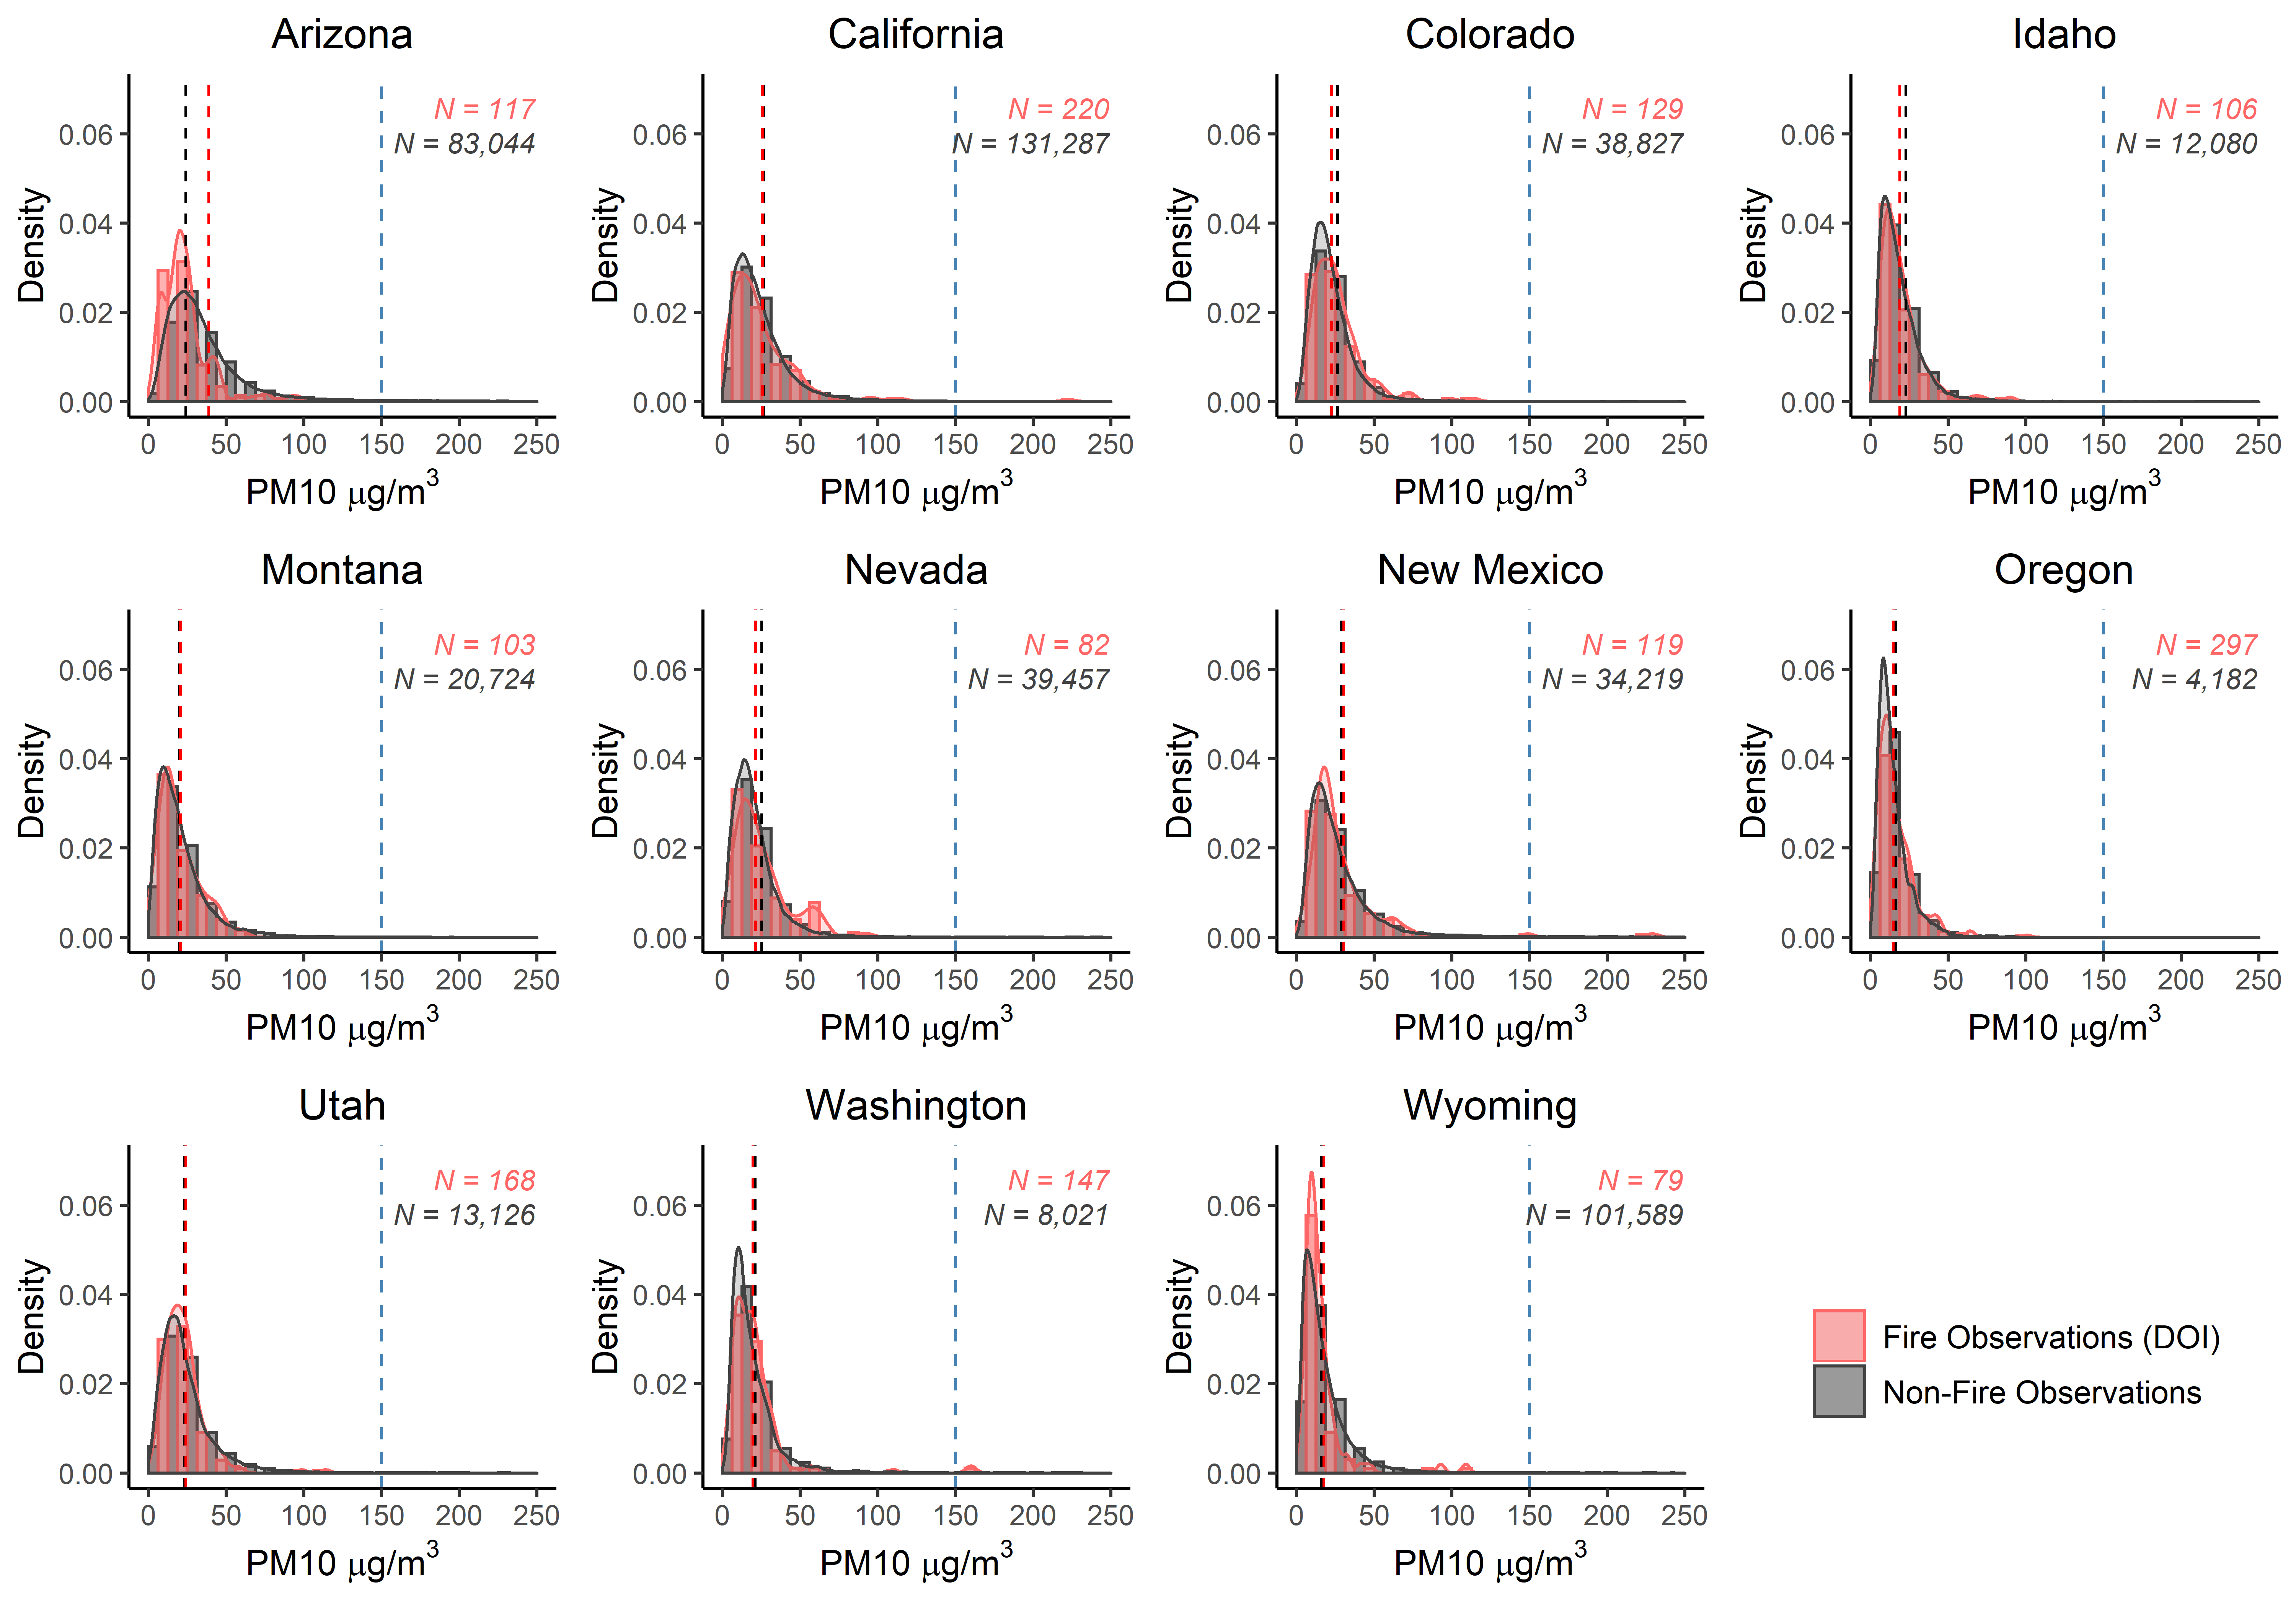 Arizona
N = 117
N = 83,044
Density
0.06
0.04
0.02
0.00
0 50 100 150 200 250
PM10 μg/m³
California
N = 220
N = 131,287
Density
0.06
0.04
0.02
0.00
0 50 100 150 200 250
PM10 μg/m³
Colorado
N = 129
N = 38,827
Density
0.06
0.04
0.02
0.00
0 50 100 150 200 250
PM10 μg/m³
Idaho
N = 106
N = 12,080
Density
0.06
0.04
0.02
0.00
0 50 100 150 200 250
PM10 μg/m³
Montana
N = 103
N = 20,724
Density
0.06
0.04
0.02
0.00
0 50 100 150 200 250
PM10 μg/m³
Nevada
N = 82
N = 39,457
Density
0.06
0.04
0.02
0.00
0 50 100 150 200 250
PM10 μg/m³
New Mexico
N = 119
N = 34,219
Density
0.06
0.04
0.02
0.00
0 50 100 150 200 250
PM10 μg/m³
Oregon
N = 297
N = 4,182
Density
0.06
0.04
0.02
0.00
0 50 100 150 200 250
PM10 μg/m³
Utah
N = 168
N = 13,126
Density
0.06
0.04
0.02
0.00
0 50 100 150 200 250
PM10 μg/m³
Washington
N = 147
N = 8,021
Density
0.06
0.04
0.02
0.00
0 50 100 150 200 250
PM10 μg/m³
Wyoming
N = 79
N = 101,589
Density
0.06
0.04
0.02
0.00
0 50 100 150 200 250
PM10 μg/m³
Fire Observations (DOI)
Non-Fire Observations